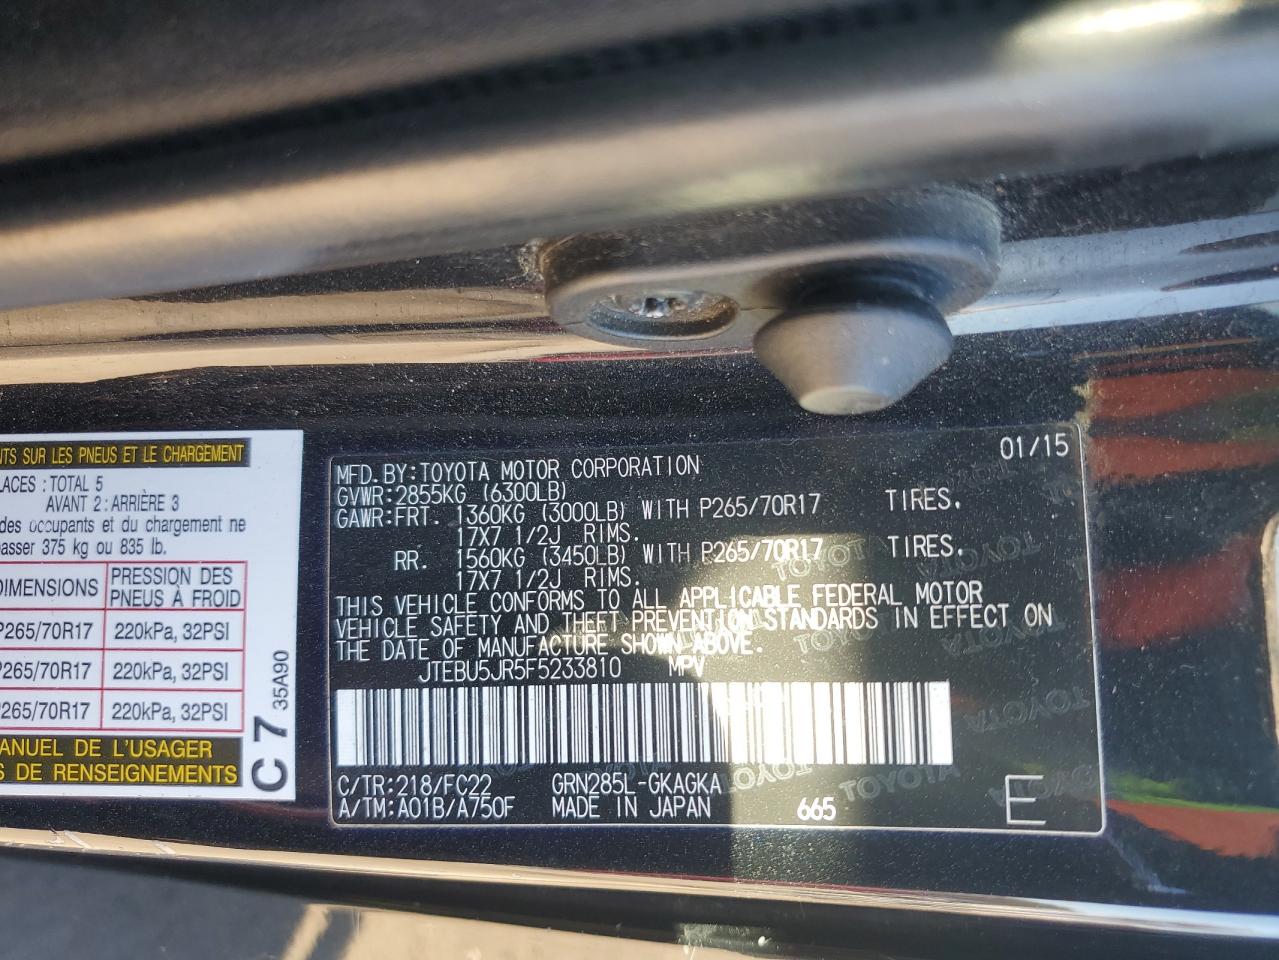 NTS SUR LES PNEUS ET LE CHARGEMENT
LACES : TOTAL 5
AVANT 2 : ARRIÈRE 3
des occupants et du chargement ne
passer 375 kg ou 835 lb.
DIMENSIONS PRESSION DES PNEUS À FROID
P265/70R17 220kPa, 32PSI
P265/70R17 220kPa, 32PSI
P265/70R17 220kPa, 32PSI
MANUEL DE L'USAGER
S DE RENSEIGNEMENTS
C 7 35A90
01/15
MFD.BY:TOYOTA MOTOR CORPORATION
GVWR:2855KG (6300LB)
GAWR:FRT. 1360KG (3000LB) WITH P265/70R17 TIRES.
17X7 1/2J RIMS.
RR. 1560KG (3450LB) WITH P265/70R17 TIRES.
17X7 1/2J RIMS.
THIS VEHICLE CONFORMS TO ALL APPLICABLE FEDERAL MOTOR
VEHICLE SAFETY AND THEFT PREVENTION STANDARDS IN EFFECT ON
THE DATE OF MANUFACTURE SHOWN ABOVE.
JTEBU5JR5F5233810 MPV
C/TR:218/FC22 GRN285L-GKAGKA
A/TM:A01B/A750F MADE IN JAPAN 665 E
TOYOTA